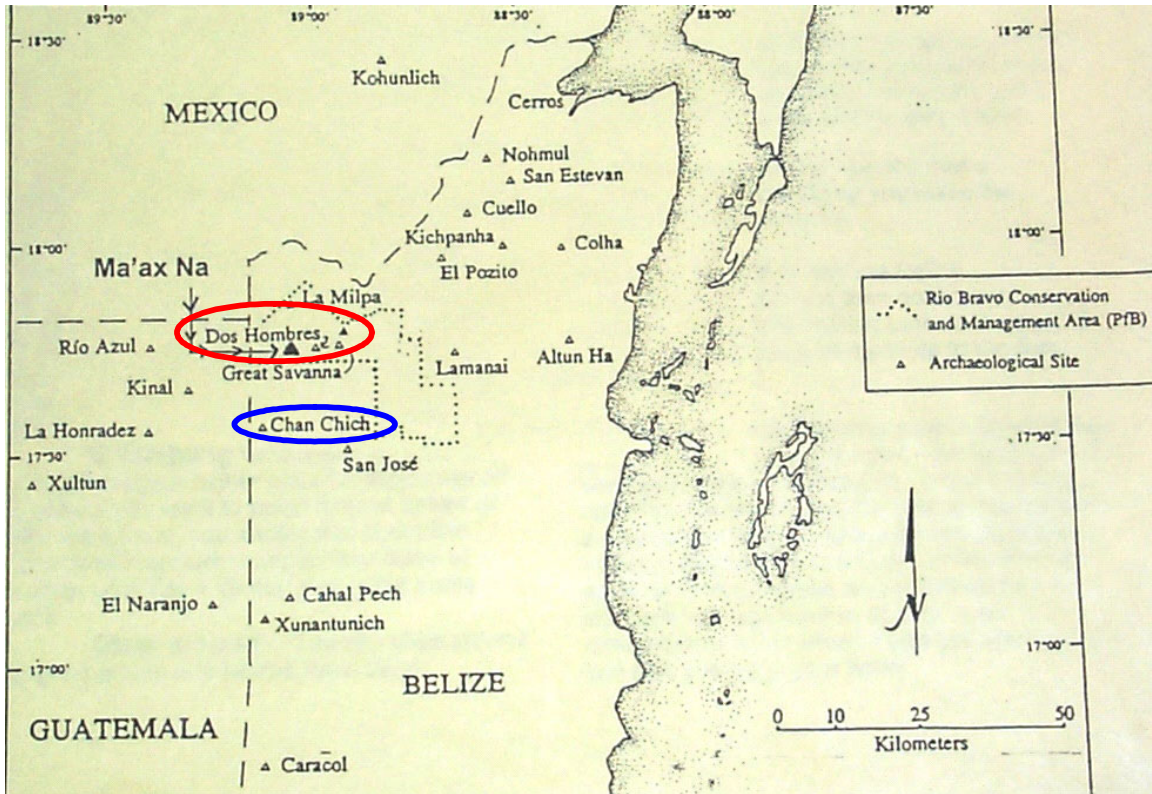 89°30' 89°00' 88°30' 88°00' 87°30'
18°30' 18°30'
Kohunlich
MEXICO
Cerros
Nohmul
San Estevan
Cuello
Kichpanha Colha
18°00' 18°00'
El Pozito
Ma'ax Na
La Milpa
Dos Hombres
Río Azul
Great Savanna
Lamanai
Altun Ha
Kinal
Chan Chich
La Honradez
San José
17°30' 17°30'
Xultun
Rio Bravo Conservation
and Management Area (PfB)
Archaeological Site
Cahal Pech
El Naranjo
Xunantunich
17°00' 17°00'
BELIZE
GUATEMALA
Caracol
0 10 25 50
Kilometers